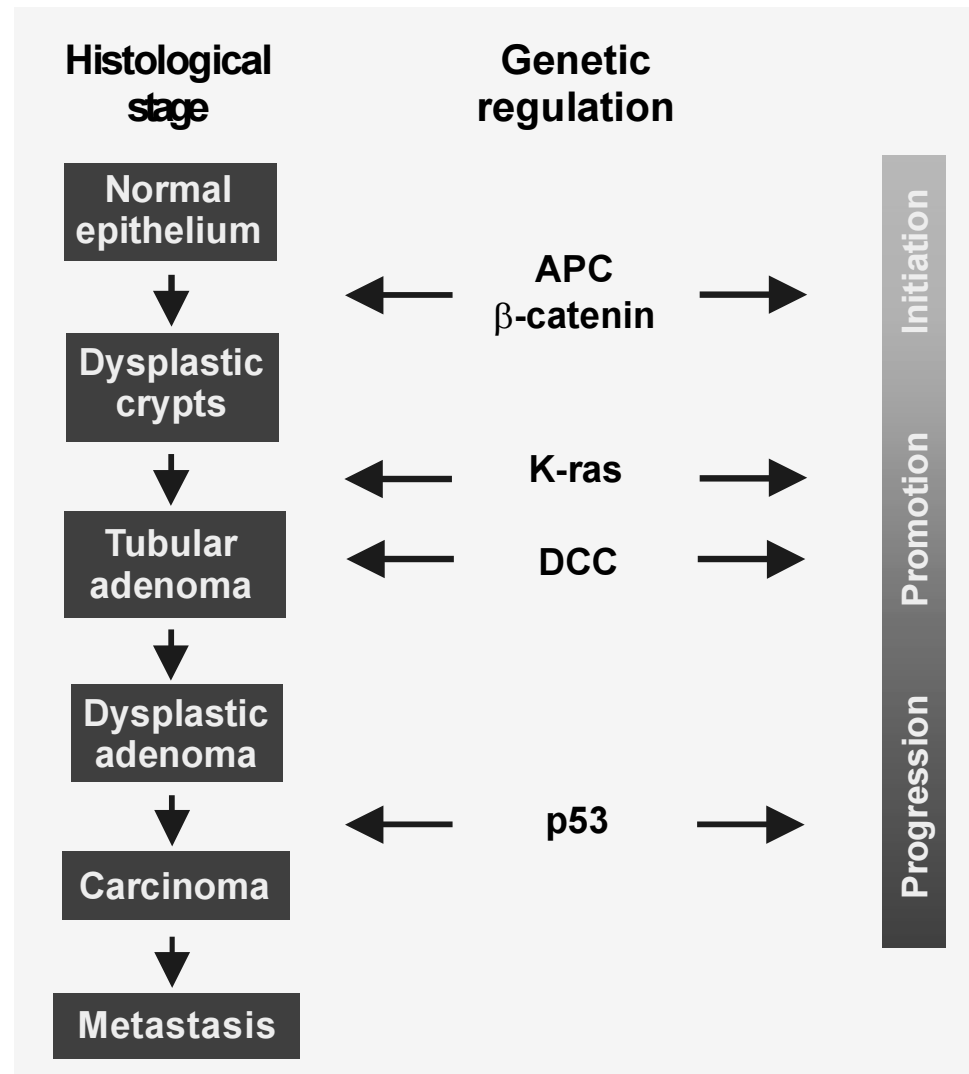 Histological
stage
Genetic
regulation
Normal
epithelium
APC
β-catenin
Initiation
Dysplastic
crypts
K-ras
Promotion
Tubular
adenoma
DCC
Dysplastic
adenoma
p53
Progression
Carcinoma
Metastasis